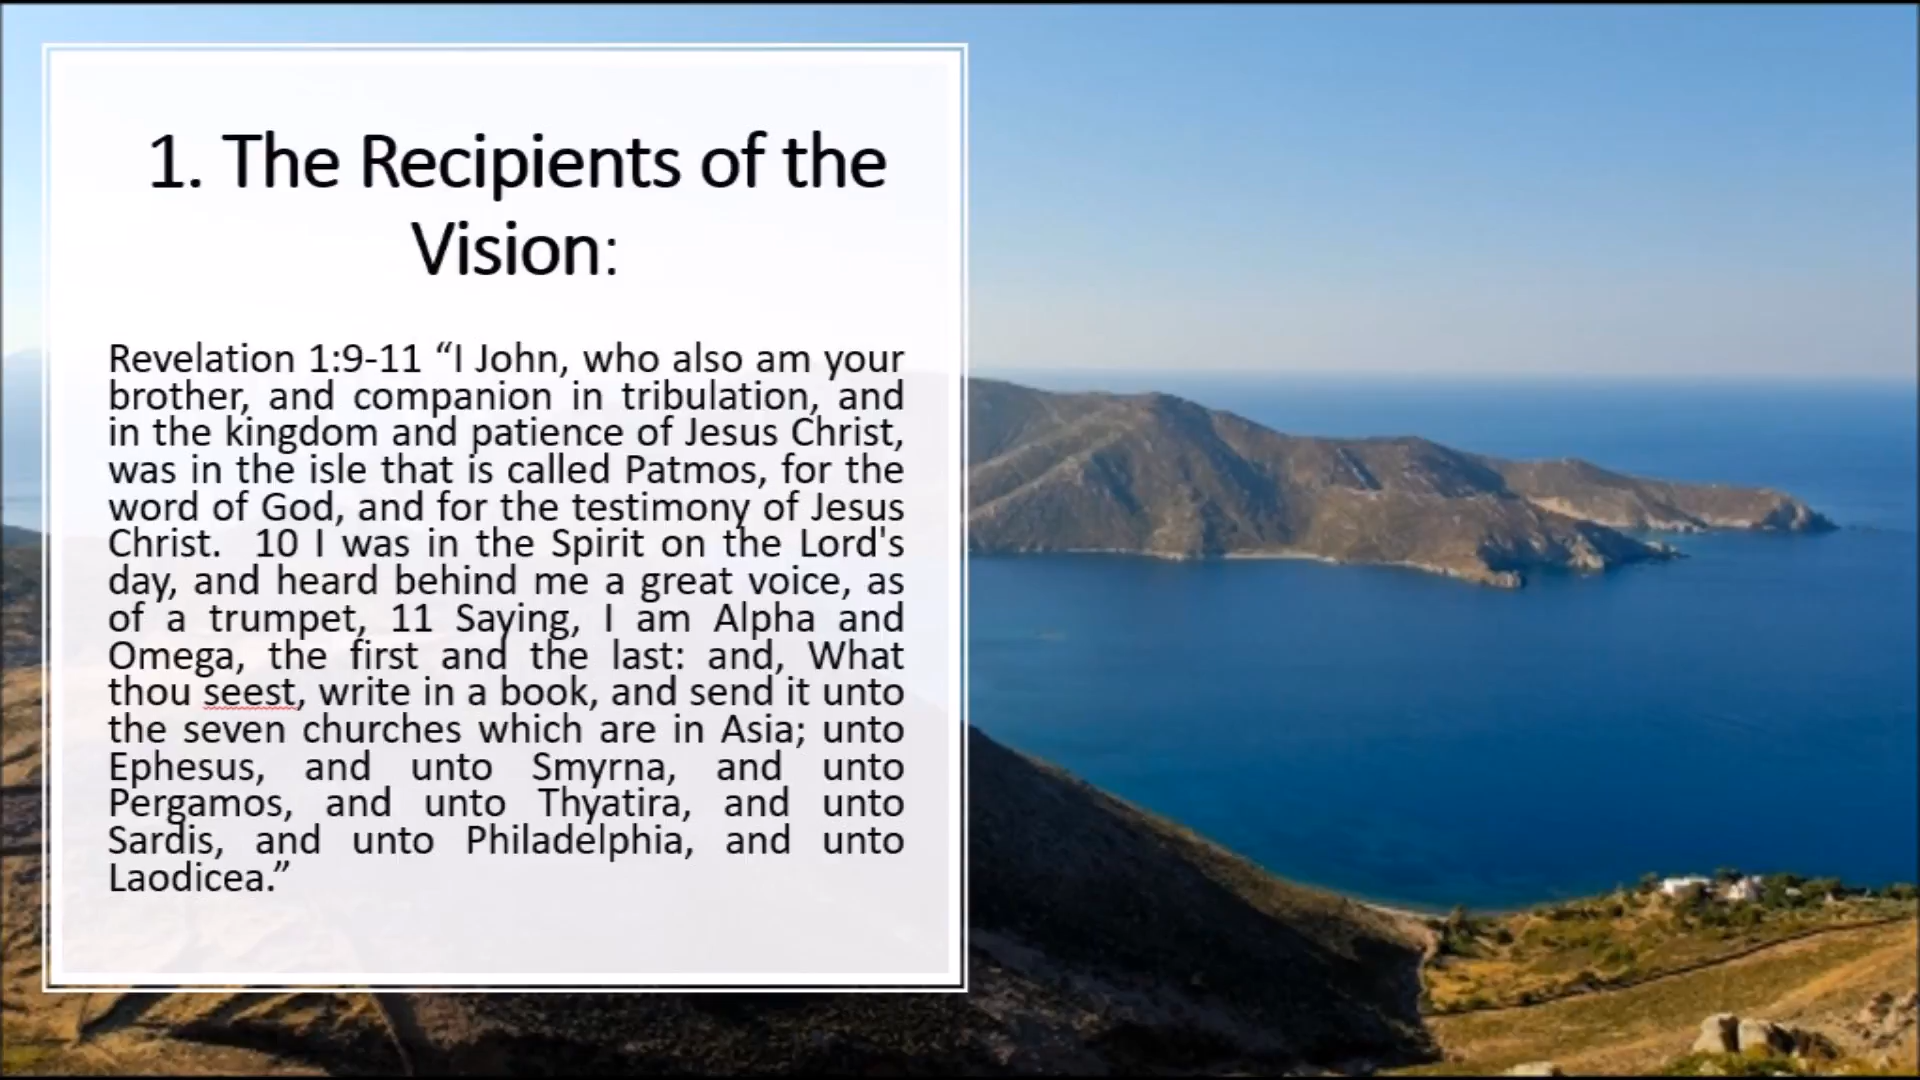 1. The Recipients of the
Vision:
Revelation 1:9-11 “I John, who also am your
brother, and companion in tribulation, and
in the kingdom and patience of Jesus Christ,
was in the isle that is called Patmos, for the
word of God, and for the testimony of Jesus
Christ.  10 I was in the Spirit on the Lord's
day, and heard behind me a great voice, as
of a trumpet, 11 Saying, I am Alpha and
Omega, the first and the last: and, What
thou seest, write in a book, and send it unto
the seven churches which are in Asia; unto
Ephesus, and unto Smyrna, and unto
Pergamos, and unto Thyatira, and unto
Sardis, and unto Philadelphia, and unto
Laodicea.”